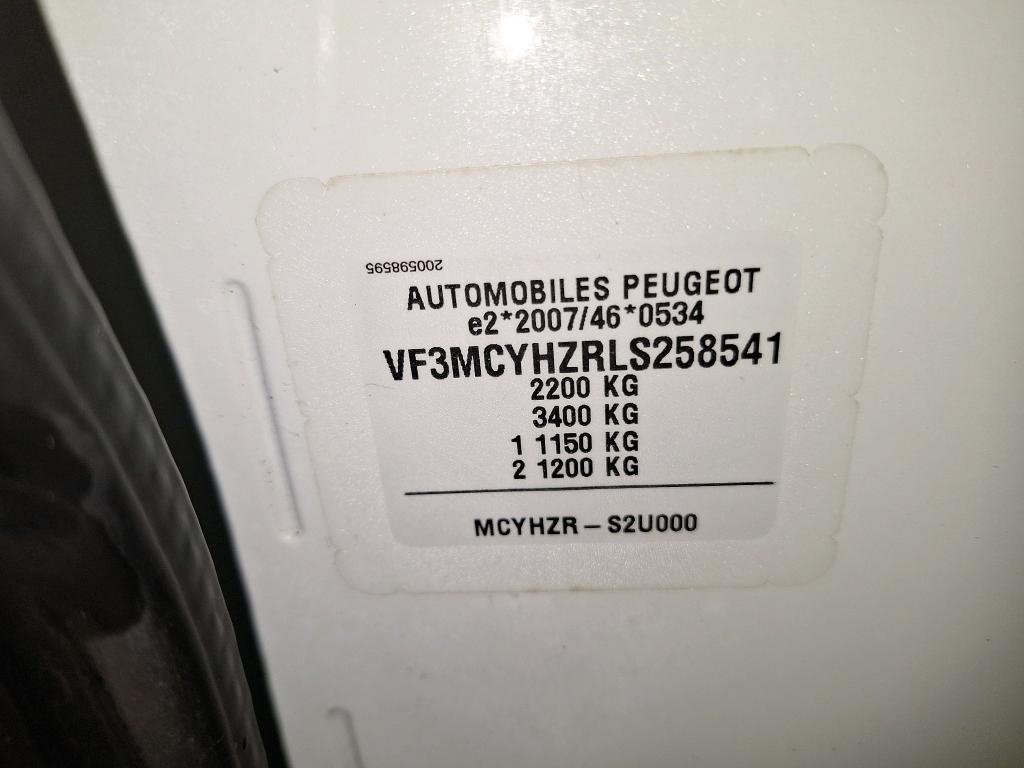 200598595
AUTOMOBILES PEUGEOT
e2*2007/46*0534
VF3MCYHZRLS258541
2200 KG
3400 KG
1 1150 KG
2 1200 KG
MCYHZR – S2U000